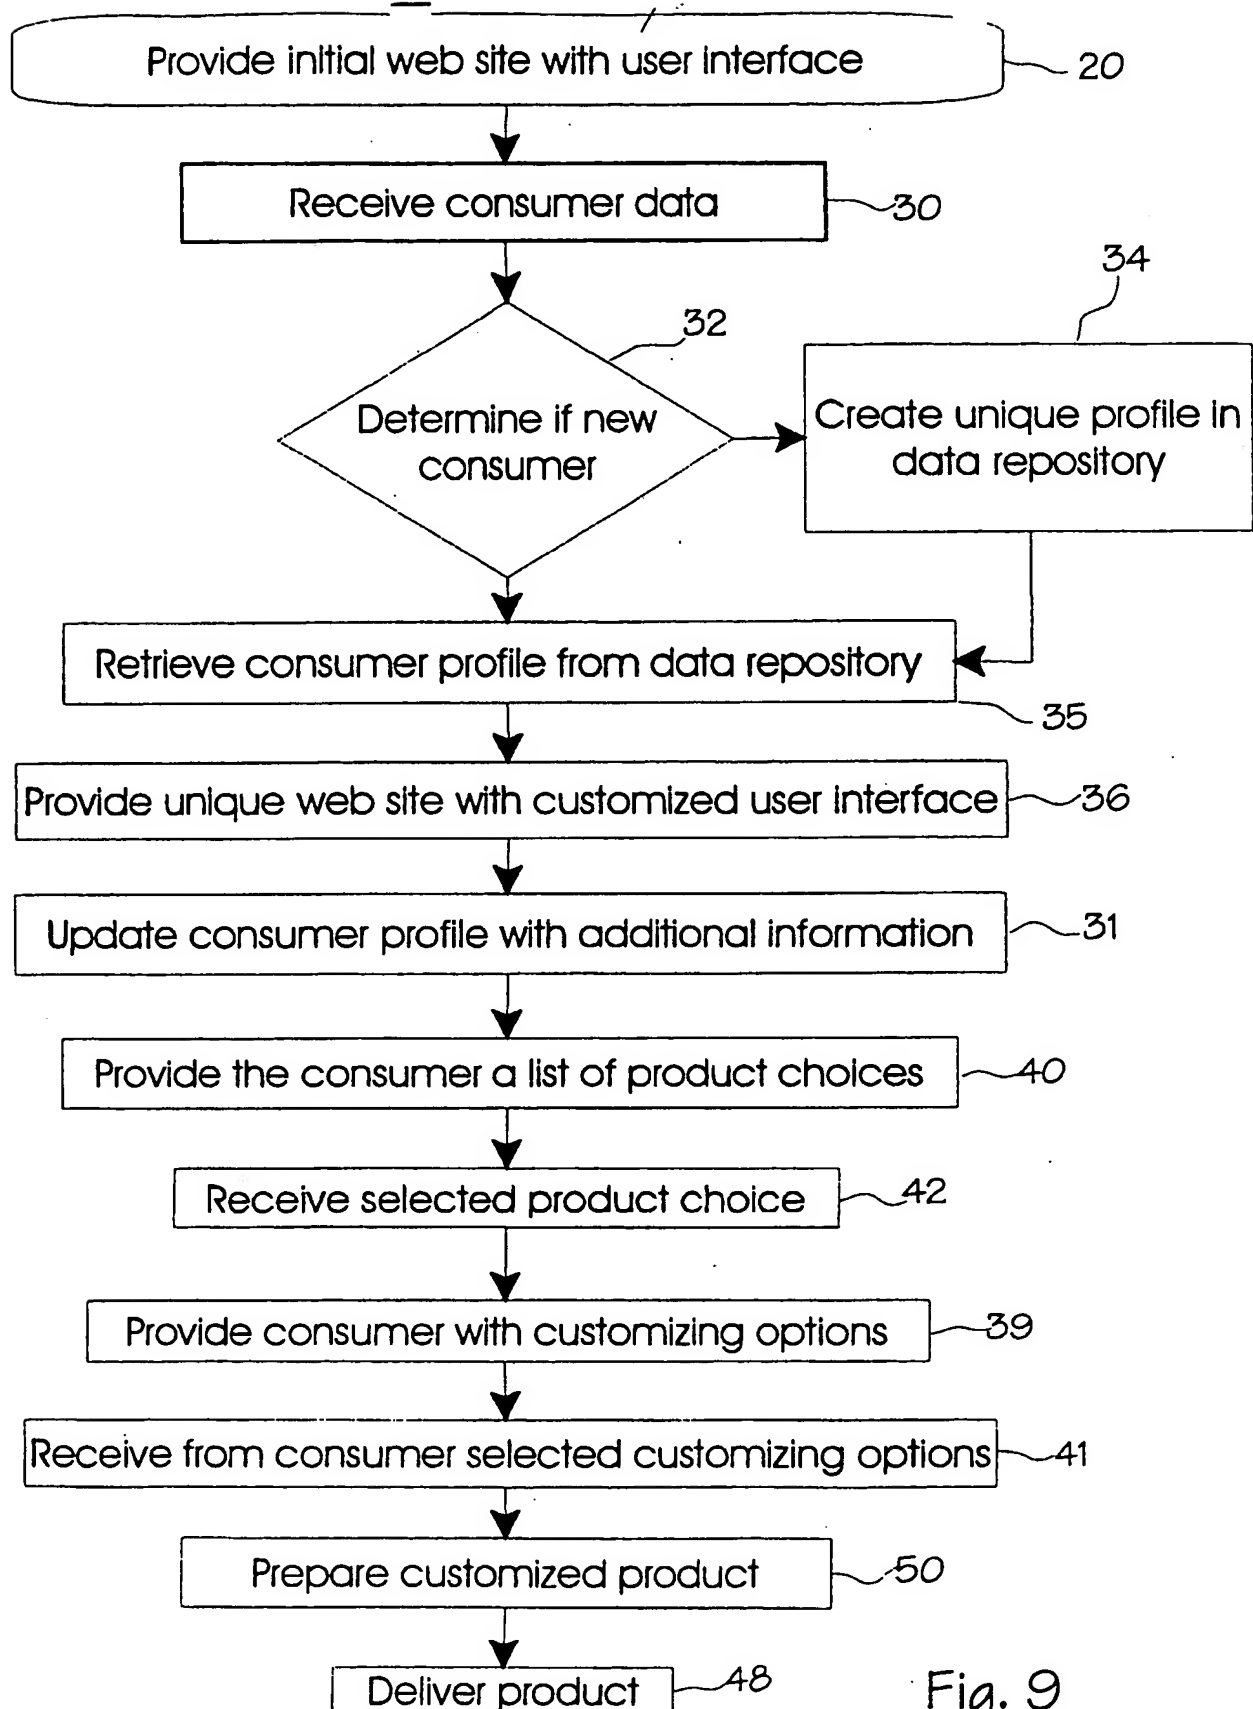 Provide initial web site with user interface
20
Receive consumer data
30
34
32
Determine if new
consumer
Create unique profile in
data repository
Retrieve consumer profile from data repository
35
Provide unique web site with customized user interface
36
Update consumer profile with additional information
31
Provide the consumer a list of product choices
40
Receive selected product choice
42
Provide consumer with customizing options
39
Receive from consumer selected customizing options
41
Prepare customized product
50
Deliver product
48
Fig. 9